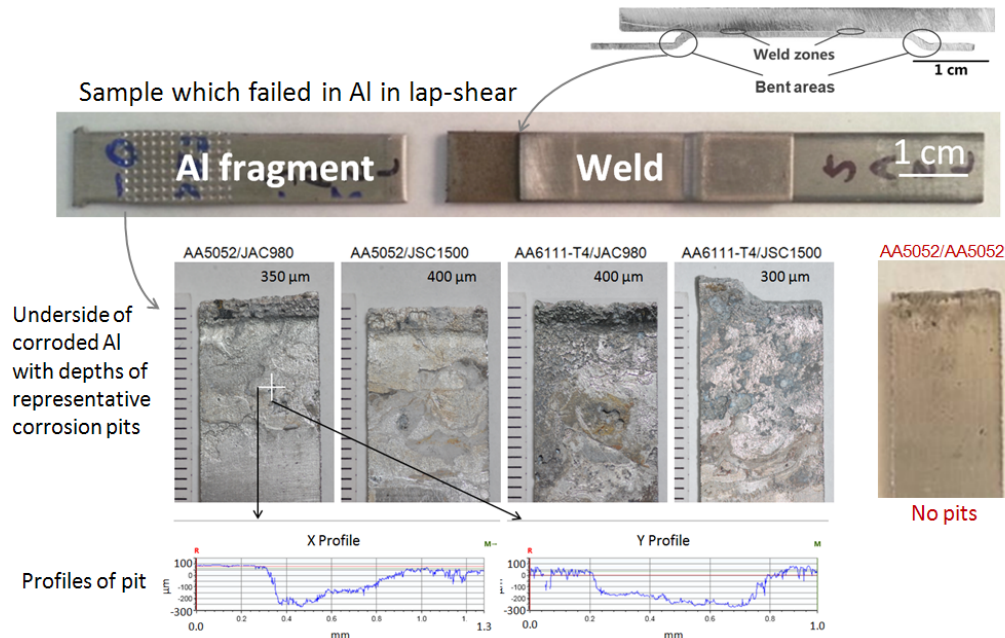 Weld zones
Bent areas
1 cm
Sample which failed in Al in lap-shear
Al fragment
Weld
1 cm
AA5052/JAC980
AA5052/JSC1500
AA6111-T4/JAC980
AA6111-T4/JSC1500
AA5052/AA5052
350 µm
400 µm
400 µm
300 µm
Underside of
corroded Al
with depths of
representative
corrosion pits
No pits
Profiles of pit
X Profile
R
M
µm
100
0
-100
-200
-300
0.0
0.2
0.4
0.6
0.8
1.0
1.3
mm
Y Profile
R
M
µm
100
0
-100
-200
-300
0.0
0.2
0.4
0.6
0.8
1.0
mm